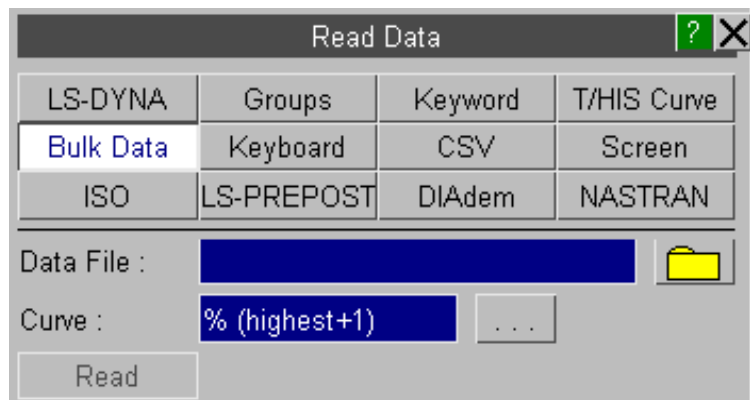 Read Data ?
LS-DYNA Groups Keyword T/HIS Curve
Bulk Data Keyboard CSV Screen
ISO LS-PREPOST DIAdem NASTRAN
Data File :
Curve : % (highest+1) . . .
Read